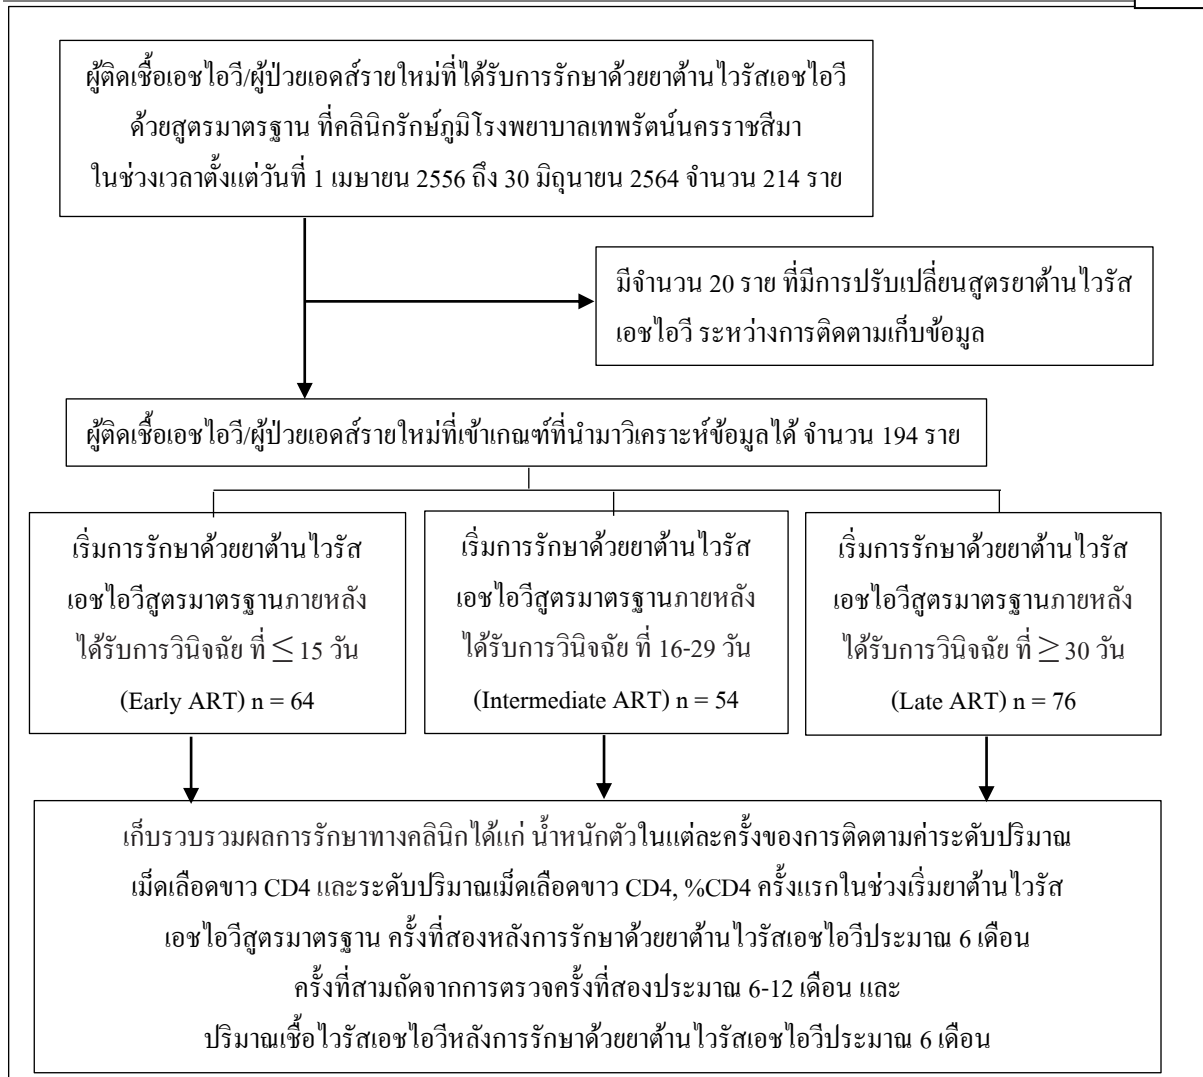 ผู้ติดเชื้อเอชไอวี/ผู้ป่วยเอดส์รายใหม่ที่ได้รับการรักษาด้วยยาต้านไวรัสเอชไอวี
ด้วยสูตรมาตรฐาน ที่คลินิกรักษ์ภูมิโรงพยาบาลเทพรัตน์นครราชสีมา
ในช่วงเวลาตั้งแต่วันที่ 1 เมษายน 2556 ถึง 30 มิถุนายน 2564 จำนวน 214 ราย
มีจำนวน 20 ราย ที่มีการปรับเปลี่ยนสูตรยาต้านไวรัส
เอชไอวี ระหว่างการติดตามเก็บข้อมูล
ผู้ติดเชื้อเอชไอวี/ผู้ป่วยเอดส์รายใหม่ที่เข้าเกณฑ์ที่นำมาวิเคราะห์ข้อมูลได้ จำนวน 194 ราย
เริ่มการรักษาด้วยยาต้านไวรัส
เอชไอวีสูตรมาตรฐานภายหลัง
ได้รับการวินิจฉัย ที่ ≤ 15 วัน
(Early ART) n = 64
เริ่มการรักษาด้วยยาต้านไวรัส
เอชไอวีสูตรมาตรฐานภายหลัง
ได้รับการวินิจฉัย ที่ 16-29 วัน
(Intermediate ART) n = 54
เริ่มการรักษาด้วยยาต้านไวรัส
เอชไอวีสูตรมาตรฐานภายหลัง
ได้รับการวินิจฉัย ที่ ≥ 30 วัน
(Late ART) n = 76
เก็บรวบรวมผลการรักษาทางคลินิกได้แก่ น้ำหนักตัวในแต่ละครั้งของการติดตามค่าระดับปริมาณ
เม็ดเลือดขาว CD4 และระดับปริมาณเม็ดเลือดขาว CD4, %CD4 ครั้งแรกในช่วงเริ่มยาต้านไวรัส
เอชไอวีสูตรมาตรฐาน ครั้งที่สองหลังการรักษาด้วยยาต้านไวรัสเอชไอวีประมาณ 6 เดือน
ครั้งที่สามถัดจากการตรวจครั้งที่สองประมาณ 6-12 เดือน และ
ปริมาณเชื้อไวรัสเอชไอวีหลังการรักษาด้วยยาต้านไวรัสเอชไอวีประมาณ 6 เดือน